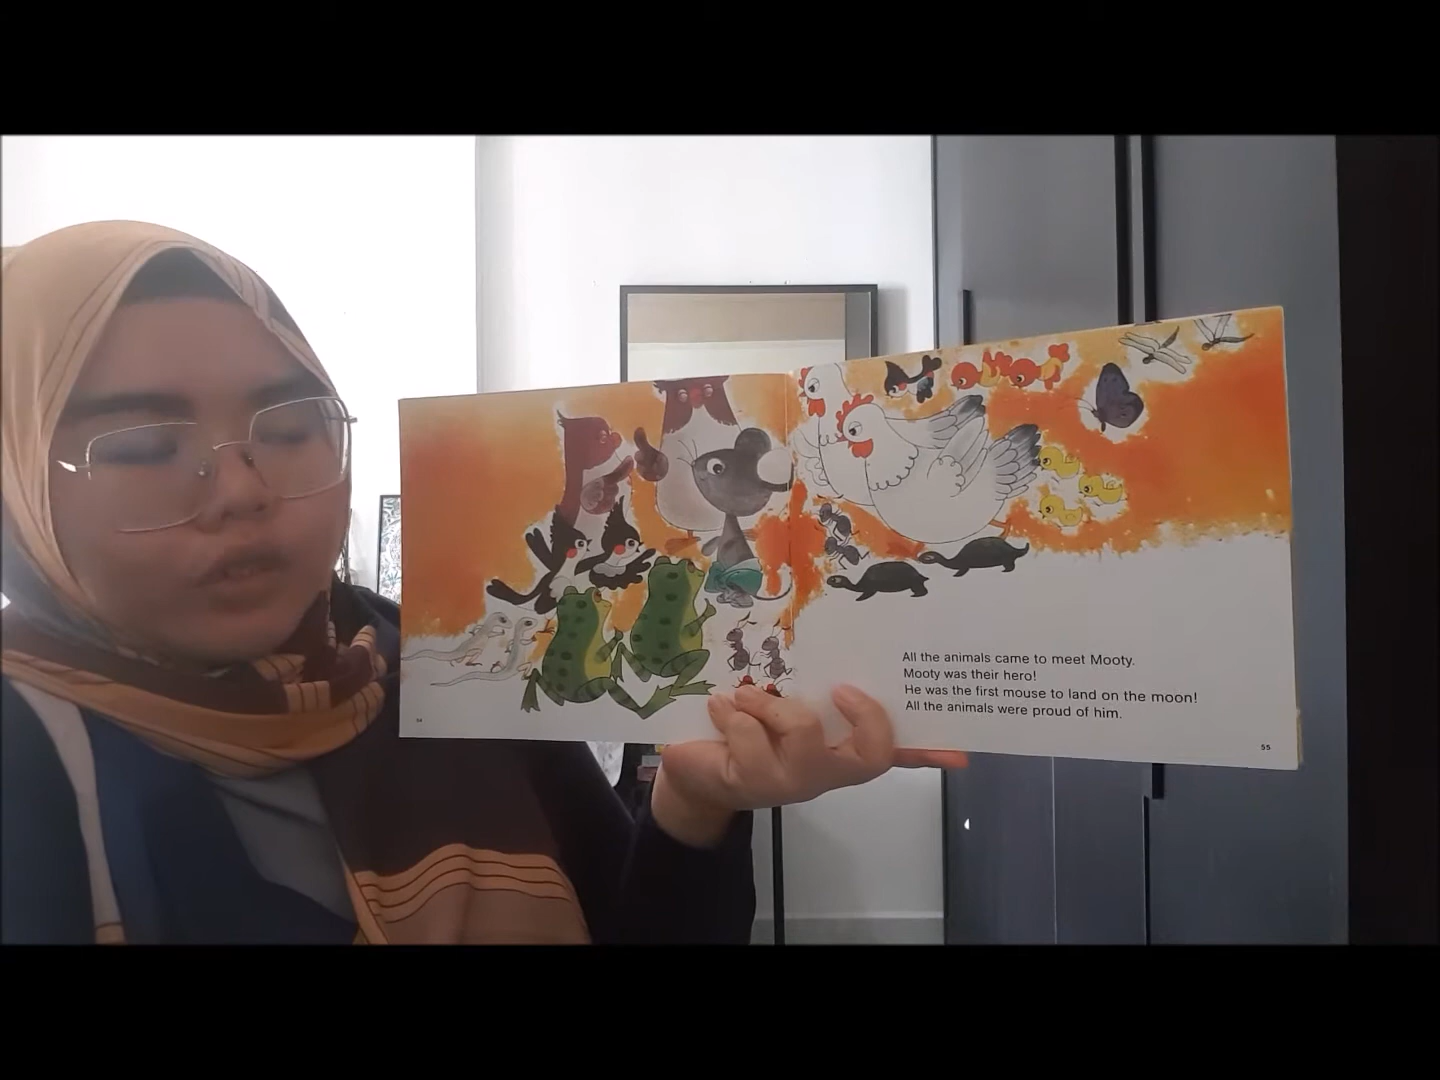 All the animals came to meet Mooty.
Mooty was their hero!
He was the first mouse to land on the moon!
All the animals were proud of him.
54
55